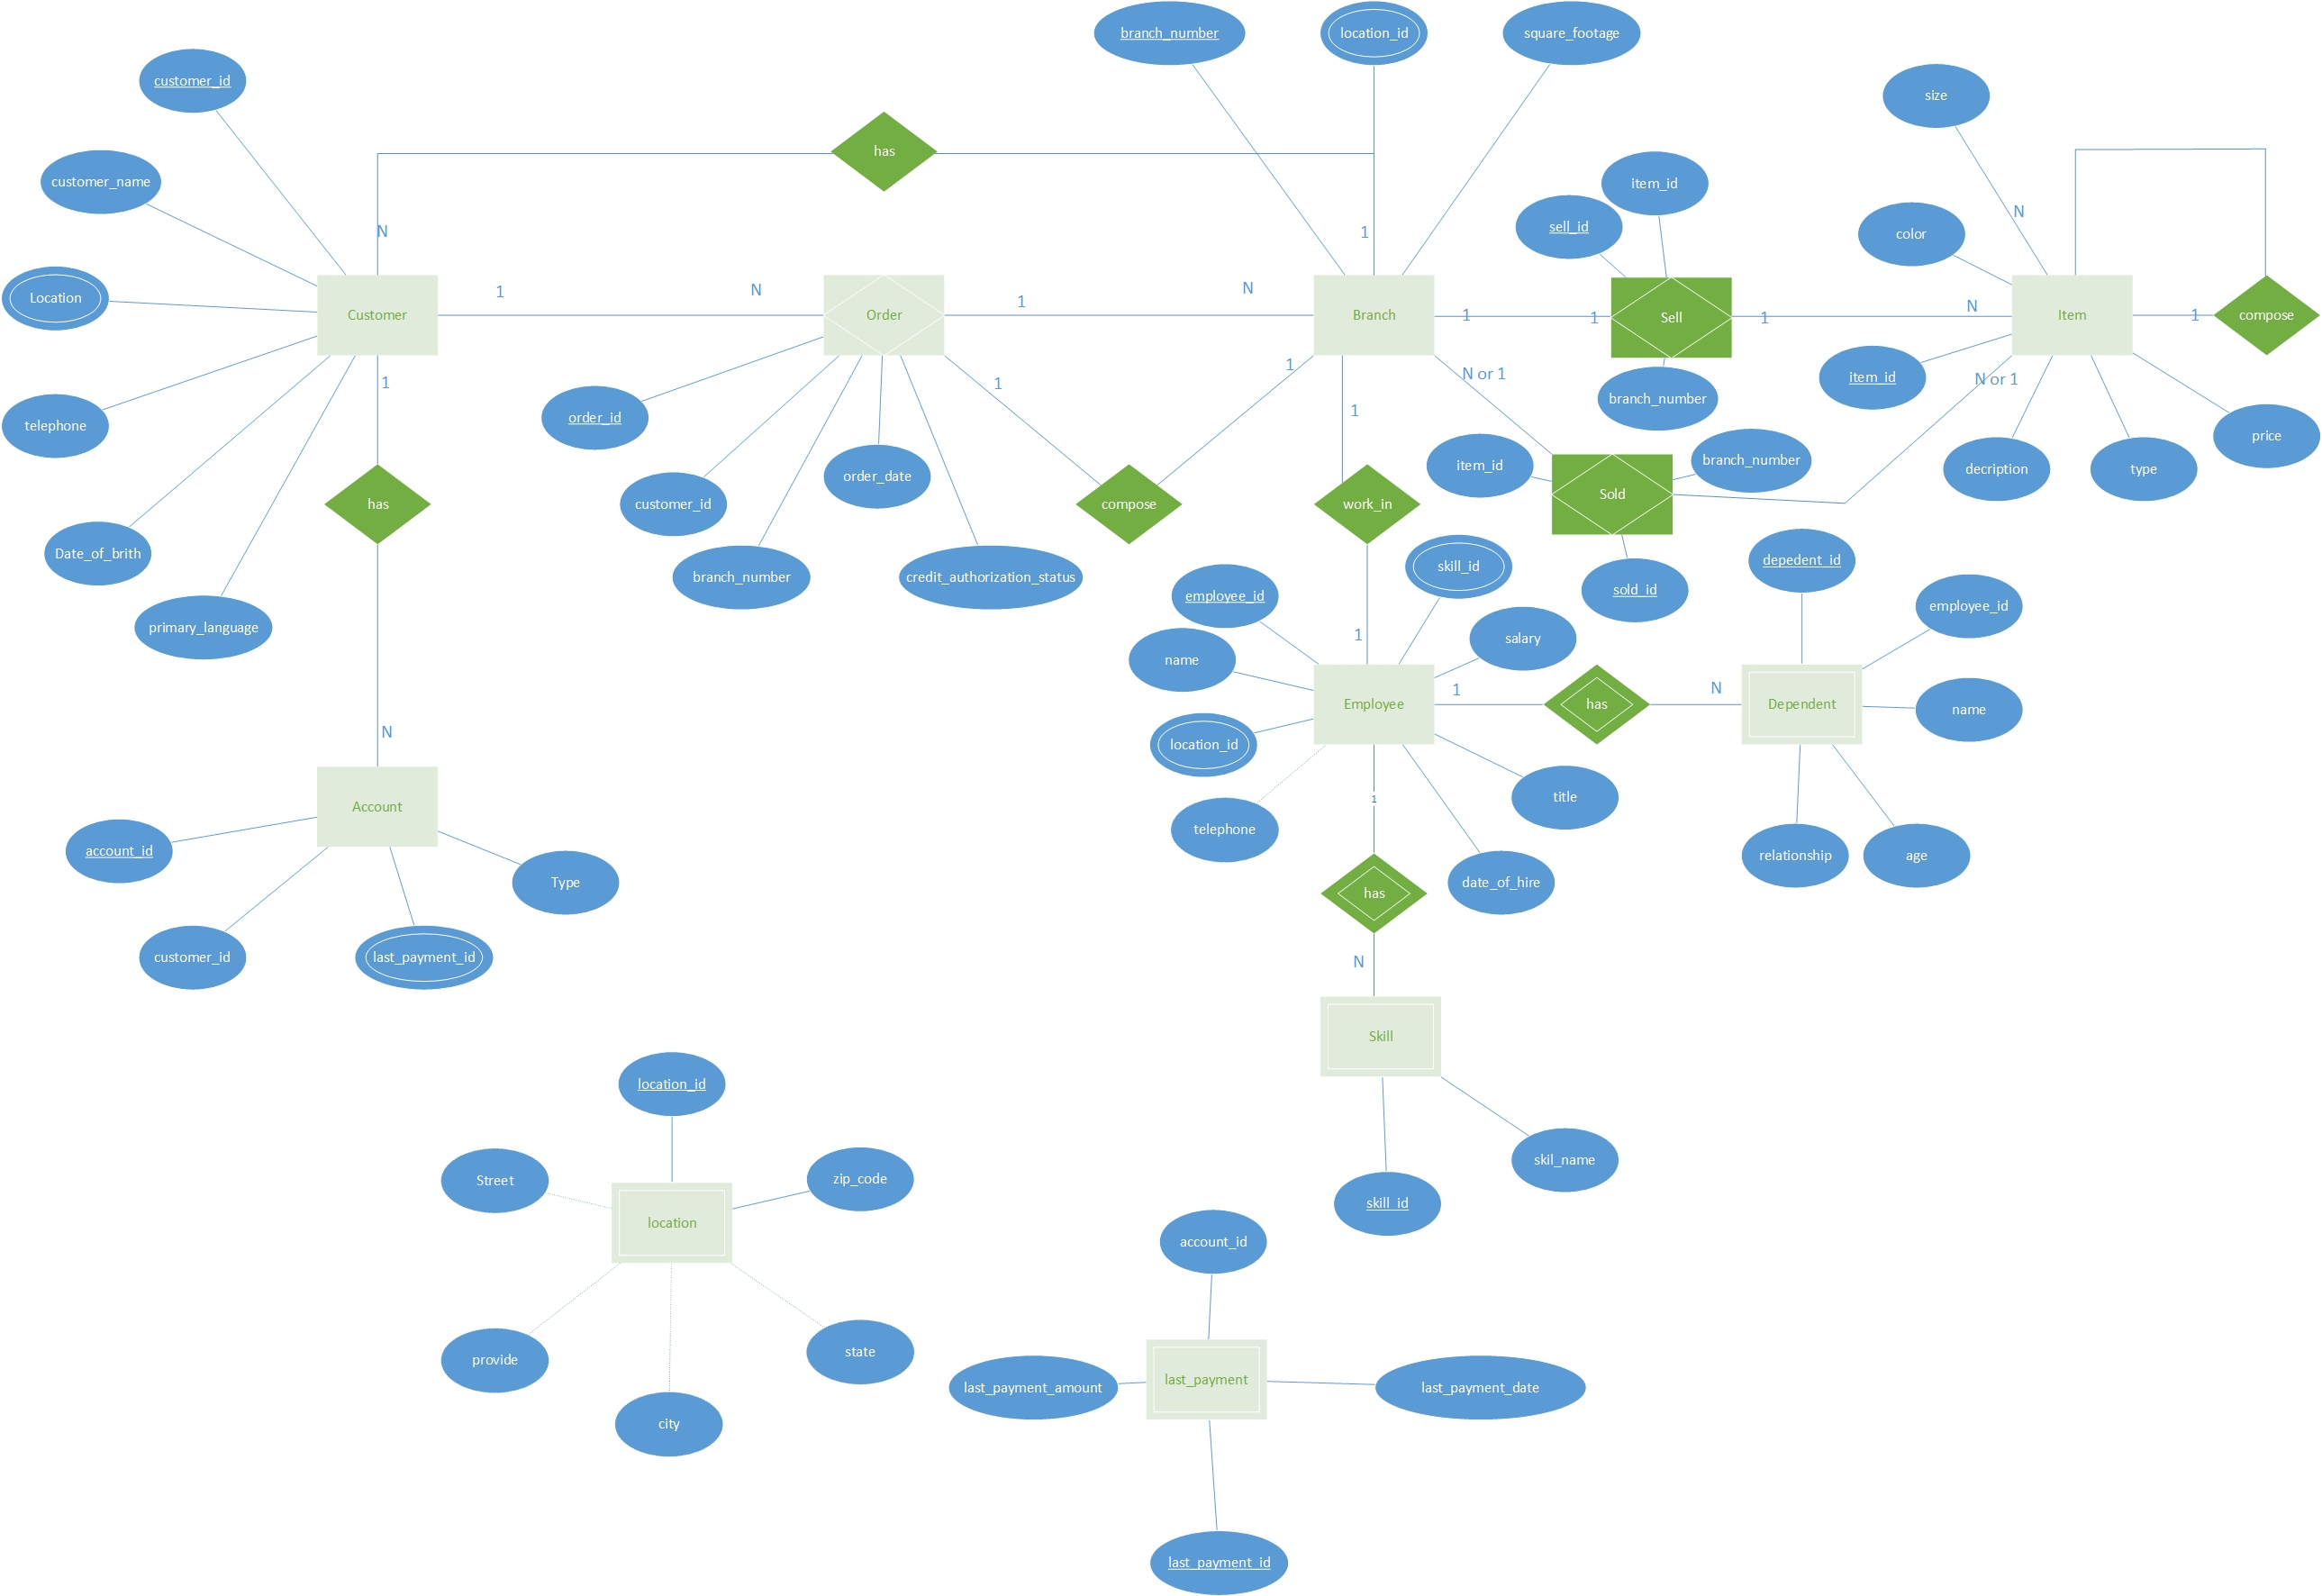 branch_number
location_id
square_footage
customer_id
size
has
customer_name
item_id
sell_id
N
color
N
1
Location
1
N
1
N
N
Customer
Order
Branch
1
1
Sell
1
Item
1
compose
1
1
N or 1
N or 1
item_id
1
branch_number
order_id
1
telephone
price
item_id
branch_number
decription
type
order_date
has
customer_id
compose
work_in
Sold
Date_of_brith
skill_id
depedent_id
branch_number
credit_authorization_status
employee_id
sold_id
employee_id
primary_language
1
salary
name
1
N
Employee
has
Dependent
name
N
location_id
1
title
Account
telephone
account_id
Type
date_of_hire
relationship
age
has
customer_id
last_payment_id
N
Skill
location_id
skil_name
Street
zip_code
skill_id
location
account_id
provide
state
last_payment
last_payment_amount
last_payment_date
city
last_payment_id